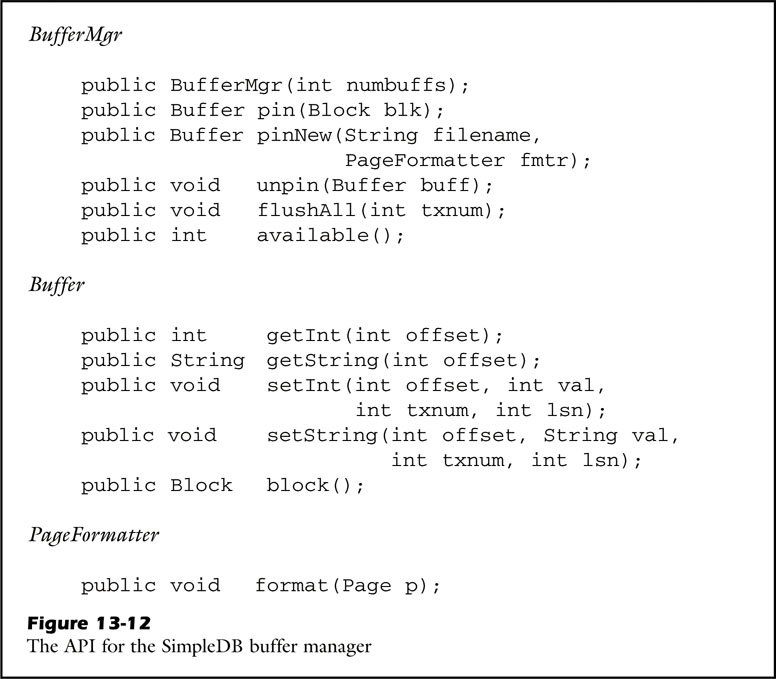 BufferMgr
public BufferMgr(int numbuffs);
public Buffer pin(Block blk);
public Buffer pinNew(String filename,
PageFormatter fmtr);
public void unpin(Buffer buff);
public void flushAll(int txnum);
public int available();
Buffer
public int getInt(int offset);
public String getString(int offset);
public void setInt(int offset, int val,
int txnum, int lsn);
public void setString(int offset, String val,
int txnum, int lsn);
public Block block();
PageFormatter
public void format(Page p);
Figure 13-12
The API for the SimpleDB buffer manager